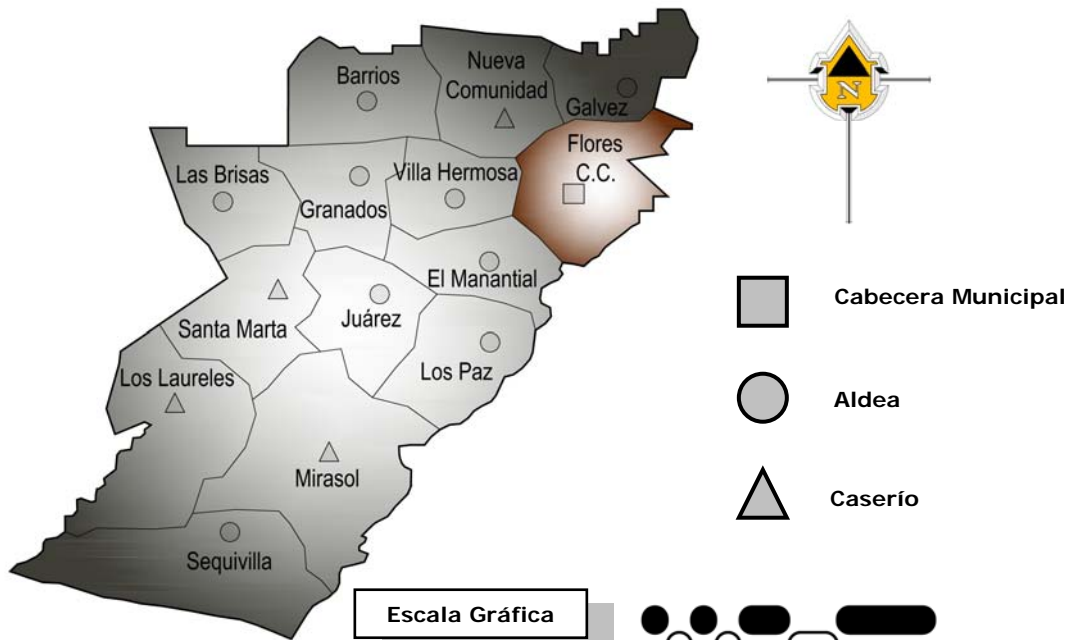 Barrios
Nueva
Comunidad
Galvez
Flores
C.C.
N
Las Brisas
Granados
Villa Hermosa
El Manantial
Santa Marta
Juárez
Los Paz
Los Laureles
Mirasol
Sequivilla
Cabecera Municipal
Aldea
Caserío
Escala Gráfica